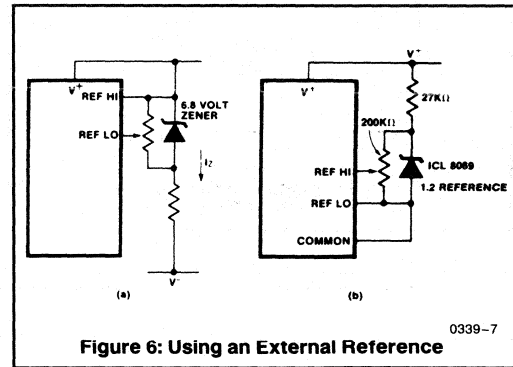 V+
V+
REF HI
6.8 VOLT
ZENER
REF LO
IZ
V-
(a)
V+
V+
27KΩ
200KΩ
REF HI
ICL 8069
1.2 REFERENCE
REF LO
COMMON
(b)
0339-7
Figure 6: Using an External Reference